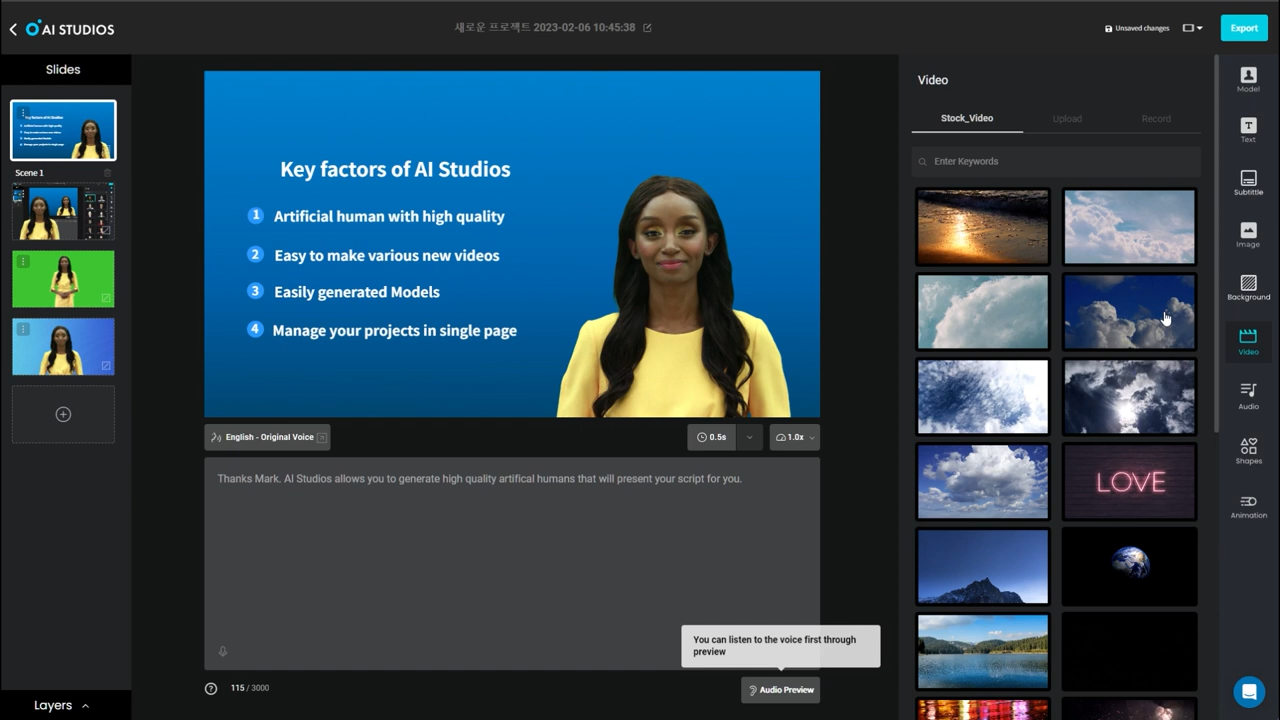 AI STUDIOS
새로운 프로젝트 2023-02-06 10:45:38
Unsaved changes
Export
Slides
Scene 1
Layers
Key factors of AI Studios
1 Artificial human with high quality
2 Easy to make various new videos
3 Easily generated Models
4 Manage your projects in single page
English - Original Voice
0.5s
1.0x
Thanks Mark. AI Studios allows you to generate high quality artifical humans that will present your script for you.
You can listen to the voice first through
preview
115 / 3000
Audio Preview
Video
Stock_Video
Upload
Record
Enter Keywords
LOVE
Model
Text
Subtitle
Image
Background
Video
Audio
Shapes
Animation